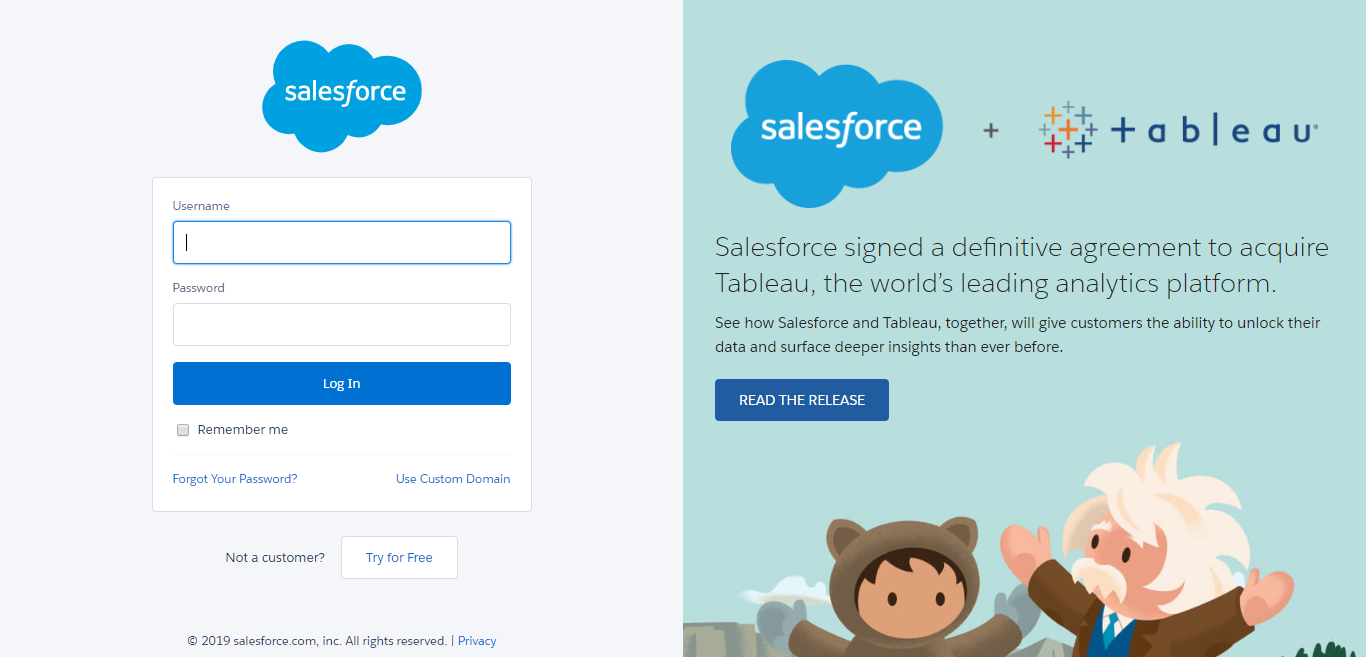 salesforce
Username
Password
Log In
Remember me
Forgot Your Password? Use Custom Domain
Not a customer? Try for Free
© 2019 salesforce.com, inc. All rights reserved. | Privacy
salesforce + +ableau®
Salesforce signed a definitive agreement to acquire
Tableau, the world’s leading analytics platform.
See how Salesforce and Tableau, together, will give customers the ability to unlock their
data and surface deeper insights than ever before.
READ THE RELEASE